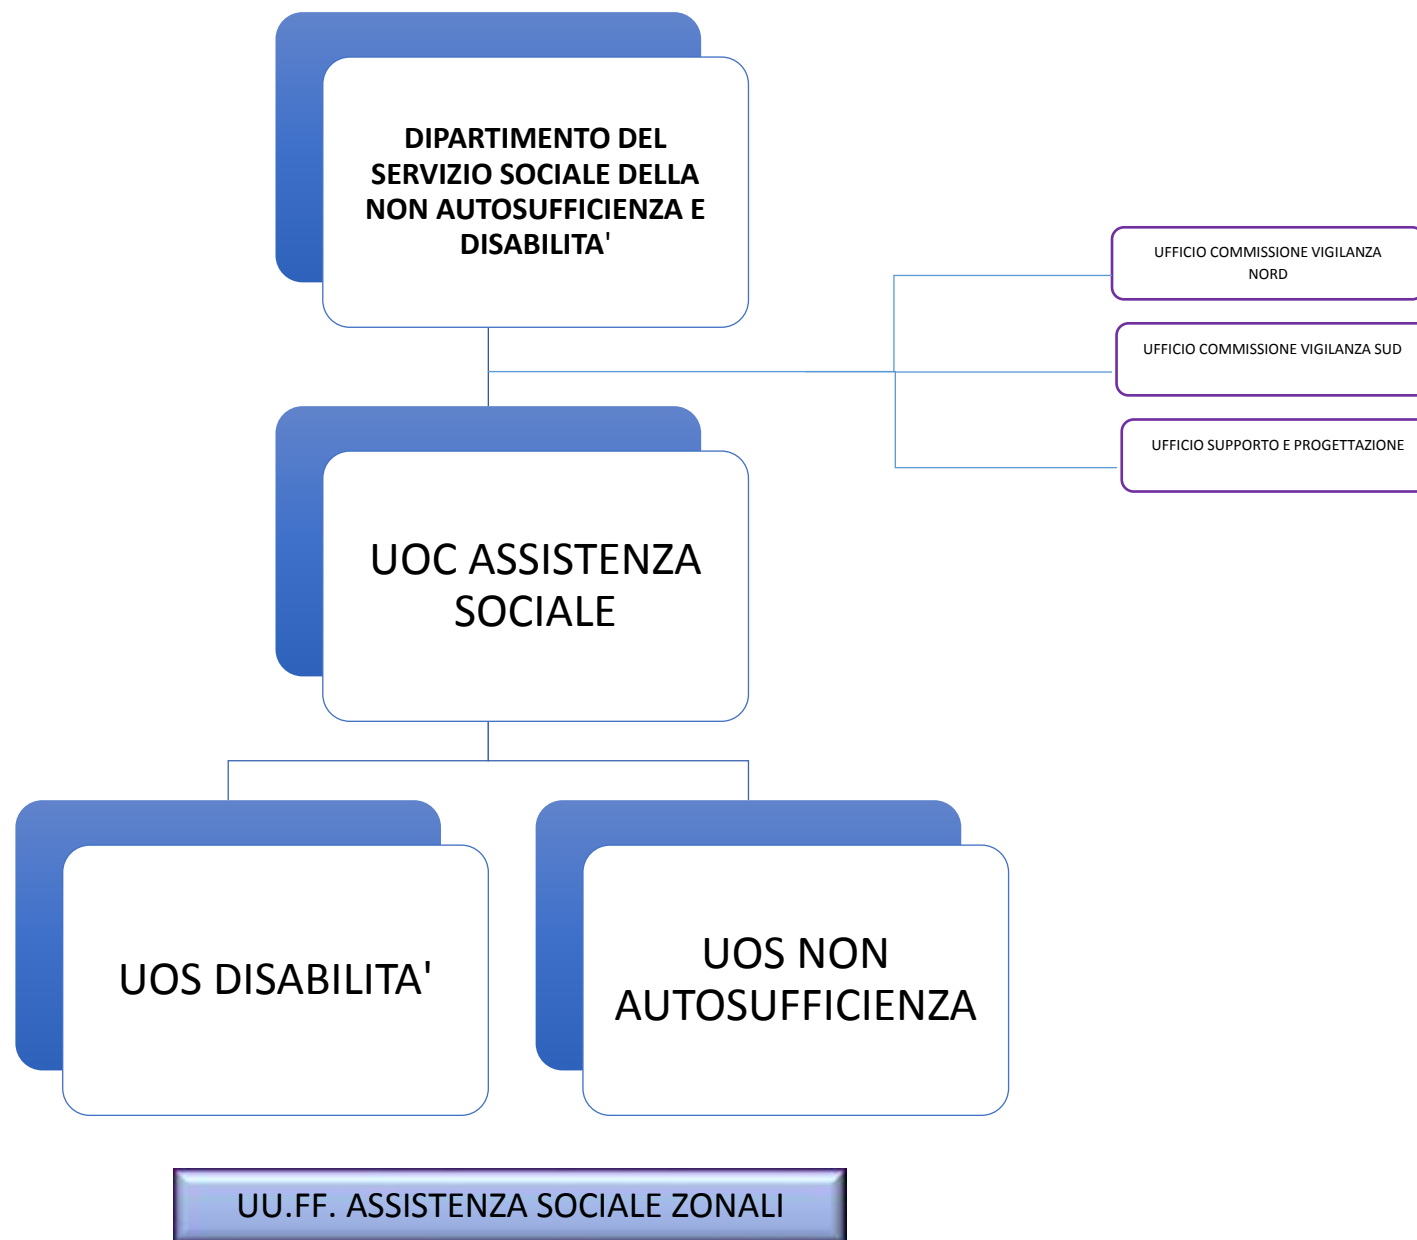 DIPARTIMENTO DEL
SERVIZIO SOCIALE DELLA
NON AUTOSUFFICIENZA E
DISABILITA'
UFFICIO COMMISSIONE VIGILANZA
NORD
UFFICIO COMMISSIONE VIGILANZA SUD
UFFICIO SUPPORTO E PROGETTAZIONE
UOC ASSISTENZA
SOCIALE
UOS DISABILITA'
UOS NON
AUTOSUFFICIENZA
UU.FF. ASSISTENZA SOCIALE ZONALI